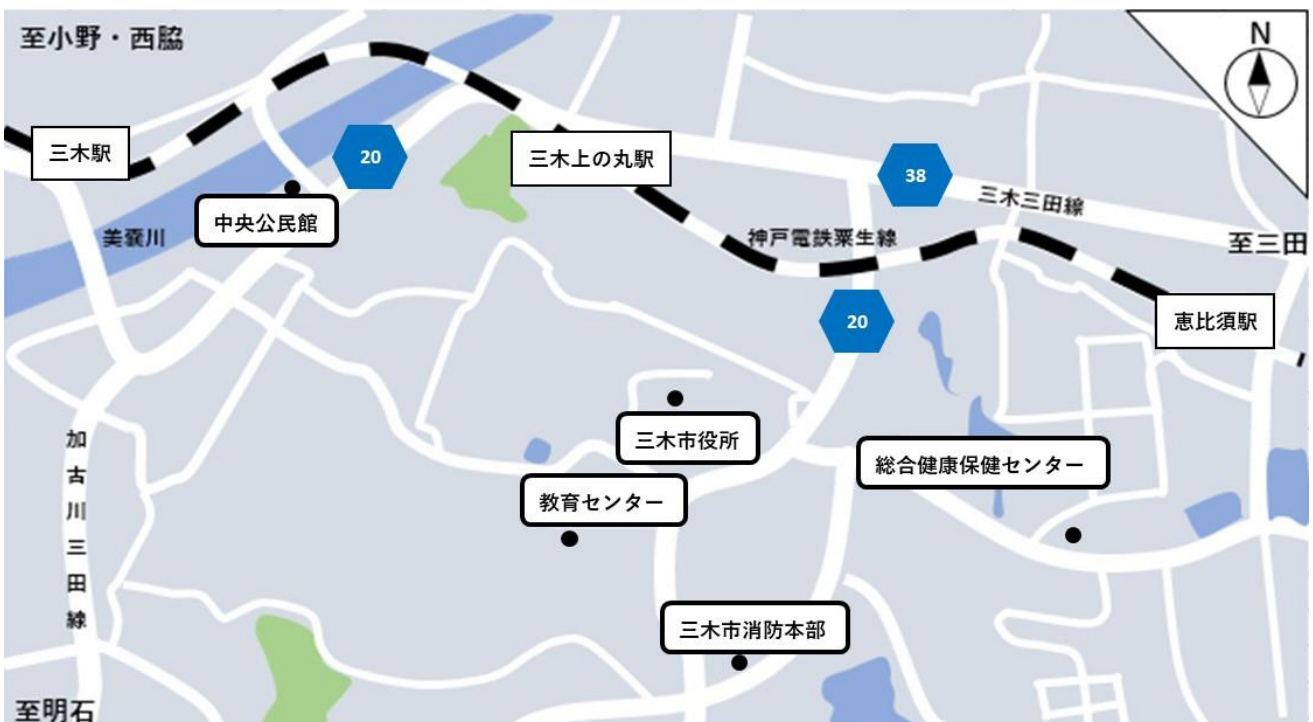 至小野・西脇
N
三木駅
20
三木上の丸駅
38
三木三田線
中央公民館
美嚢川
神戸電鉄粟生線
至三田
20
恵比須駅
三木市役所
加古川三田線
総合健康保健センター
教育センター
三木市消防本部
至明石